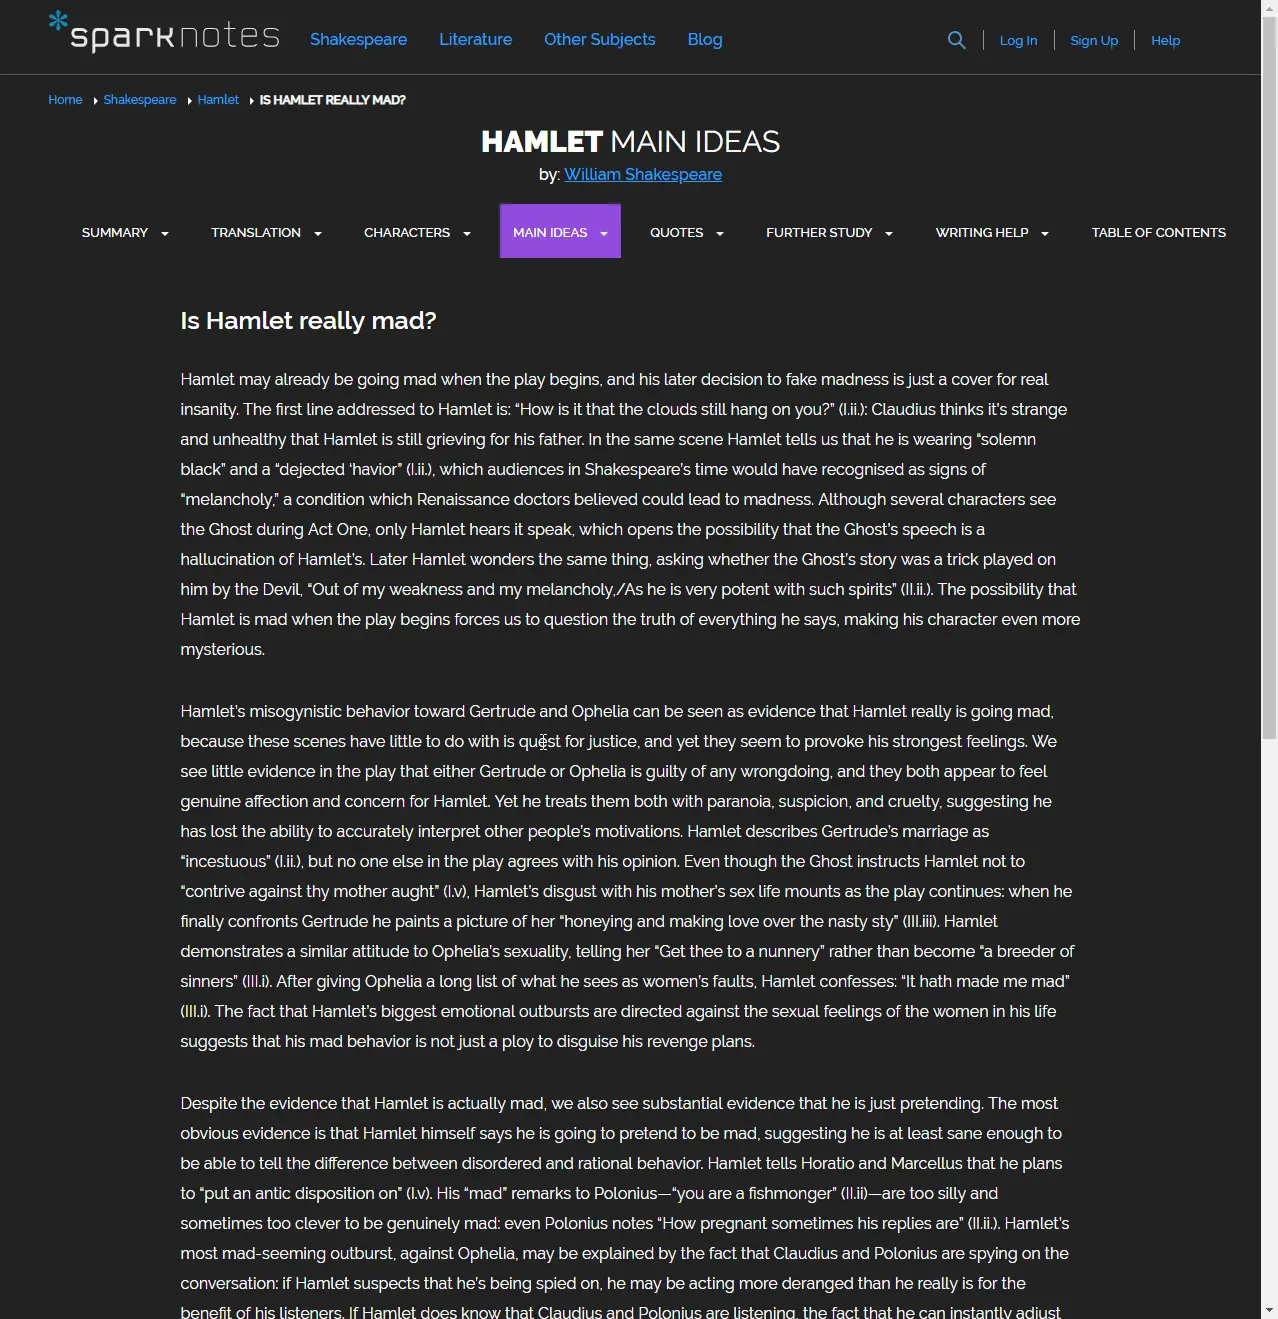 sparknotes
Shakespeare Literature Other Subjects Blog
Log In Sign Up Help
Home Shakespeare Hamlet IS HAMLET REALLY MAD?
HAMLET MAIN IDEAS
by: William Shakespeare
SUMMARY TRANSLATION CHARACTERS MAIN IDEAS QUOTES FURTHER STUDY WRITING HELP TABLE OF CONTENTS
Is Hamlet really mad?
Hamlet may already be going mad when the play begins, and his later decision to fake madness is just a cover for real
insanity. The first line addressed to Hamlet is: “How is it that the clouds still hang on you?” (I.ii.): Claudius thinks it’s strange
and unhealthy that Hamlet is still grieving for his father. In the same scene Hamlet tells us that he is wearing “solemn
black” and a “dejected ‘havior” (I.ii.), which audiences in Shakespeare’s time would have recognised as signs of
“melancholy,” a condition which Renaissance doctors believed could lead to madness. Although several characters see
the Ghost during Act One, only Hamlet hears it speak, which opens the possibility that the Ghost’s speech is a
hallucination of Hamlet’s. Later Hamlet wonders the same thing, asking whether the Ghost’s story was a trick played on
him by the Devil, “Out of my weakness and my melancholy,/As he is very potent with such spirits” (II.ii.). The possibility that
Hamlet is mad when the play begins forces us to question the truth of everything he says, making his character even more
mysterious.
Hamlet’s misogynistic behavior toward Gertrude and Ophelia can be seen as evidence that Hamlet really is going mad,
because these scenes have little to do with is quest for justice, and yet they seem to provoke his strongest feelings. We
see little evidence in the play that either Gertrude or Ophelia is guilty of any wrongdoing, and they both appear to feel
genuine affection and concern for Hamlet. Yet he treats them both with paranoia, suspicion, and cruelty, suggesting he
has lost the ability to accurately interpret other people’s motivations. Hamlet describes Gertrude’s marriage as
“incestuous” (I.ii.), but no one else in the play agrees with his opinion. Even though the Ghost instructs Hamlet not to
“contrive against thy mother aught” (I.v), Hamlet’s disgust with his mother’s sex life mounts as the play continues: when he
finally confronts Gertrude he paints a picture of her “honeying and making love over the nasty sty” (III.iii). Hamlet
demonstrates a similar attitude to Ophelia’s sexuality, telling her “Get thee to a nunnery” rather than become “a breeder of
sinners” (III.i). After giving Ophelia a long list of what he sees as women’s faults, Hamlet confesses: “It hath made me mad”
(III.i). The fact that Hamlet’s biggest emotional outbursts are directed against the sexual feelings of the women in his life
suggests that his mad behavior is not just a ploy to disguise his revenge plans.
Despite the evidence that Hamlet is actually mad, we also see substantial evidence that he is just pretending. The most
obvious evidence is that Hamlet himself says he is going to pretend to be mad, suggesting he is at least sane enough to
be able to tell the difference between disordered and rational behavior. Hamlet tells Horatio and Marcellus that he plans
to “put an antic disposition on” (I.v). His “mad” remarks to Polonius—“you are a fishmonger” (II.ii)—are too silly and
sometimes too clever to be genuinely mad: even Polonius notes “How pregnant sometimes his replies are” (II.ii.). Hamlet’s
most mad-seeming outburst, against Ophelia, may be explained by the fact that Claudius and Polonius are spying on the
conversation: if Hamlet suspects that he’s being spied on, he may be acting more deranged than he really is for the
benefit of his listeners. If Hamlet does know that Claudius and Polonius are listening, the fact that he can instantly adjust